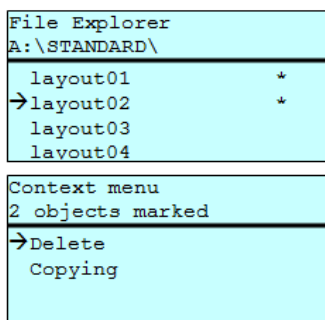 File Explorer
A:\STANDARD\
layout01 *
→layout02 *
layout03
layout04
Context menu
2 objects marked
→Delete
Copying